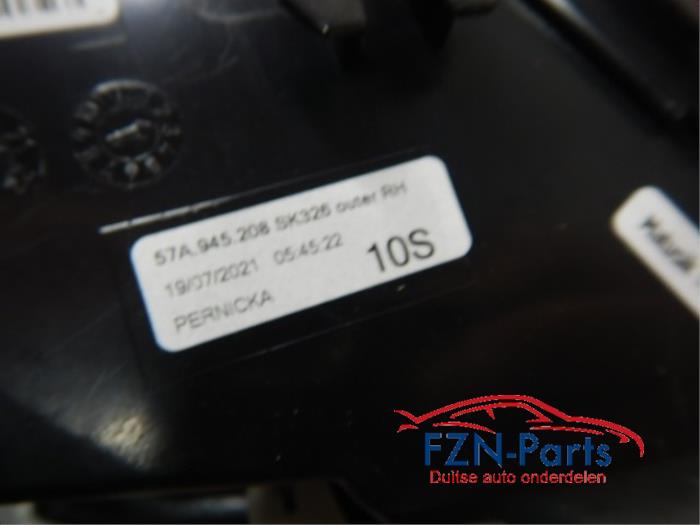 57A.945.208 SK326 outer RH
19/07/2021 05:45:22
10S
PERNICKA
FZN-Parts
Duitse auto onderdelen